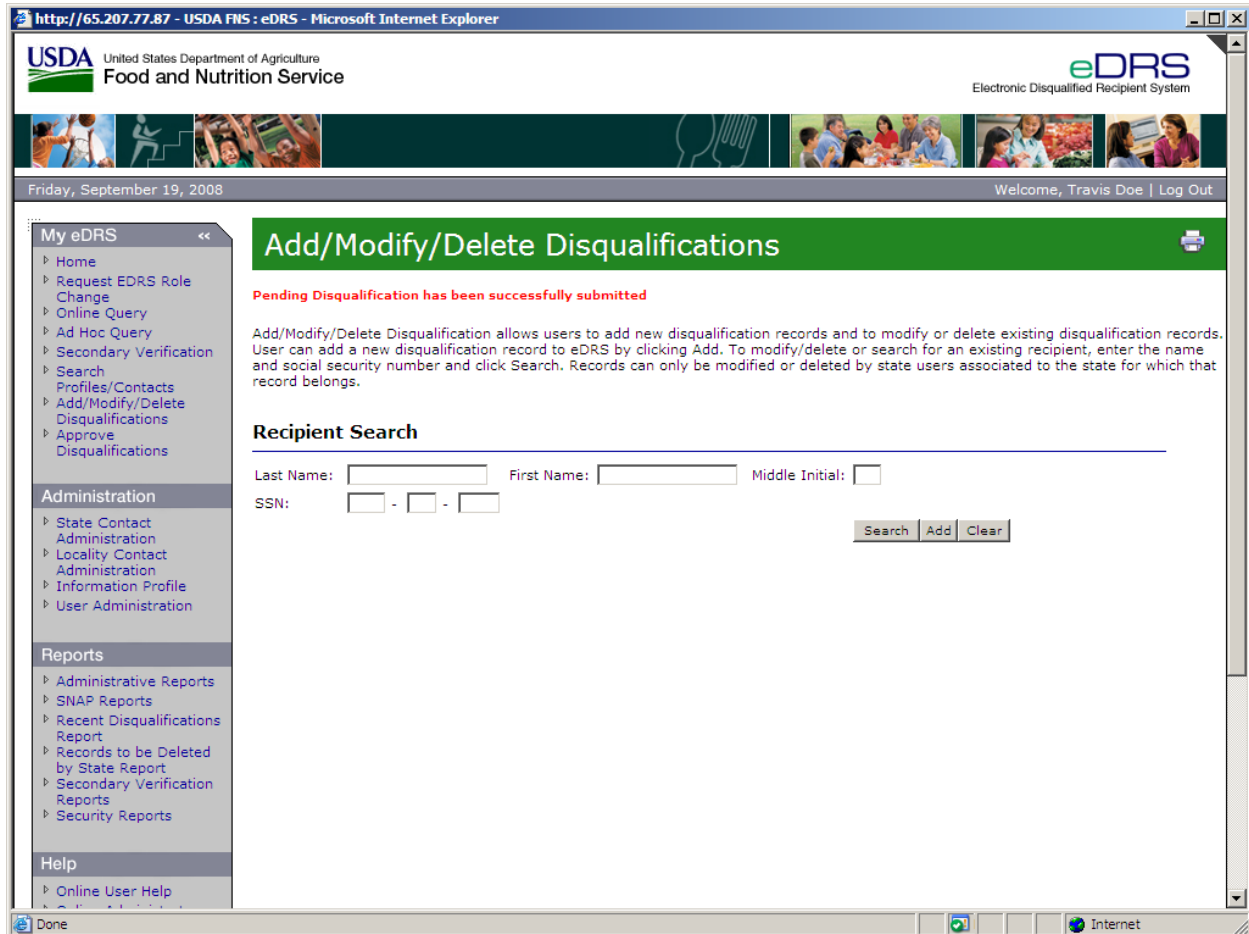 http://65.207.77.87 - USDA FNS : eDRS - Microsoft Internet Explorer
USDA
United States Department of Agriculture
Food and Nutrition Service
eDRS
Electronic Disqualified Recipient System
Friday, September 19, 2008
Welcome, Travis Doe | Log Out
My eDRS <<
Home
Request EDRS Role
Change
Online Query
Ad Hoc Query
Secondary Verification
Search
Profiles/Contacts
Add/Modify/Delete
Disqualifications
Approve
Disqualifications
Administration
State Contact
Administration
Locality Contact
Administration
Information Profile
User Administration
Reports
Administrative Reports
SNAP Reports
Recent Disqualifications
Report
Records to be Deleted
by State Report
Secondary Verification
Reports
Security Reports
Help
Online User Help
Add/Modify/Delete Disqualifications
Pending Disqualification has been successfully submitted
Add/Modify/Delete Disqualification allows users to add new disqualification records and to modify or delete existing disqualification records.
User can add a new disqualification record to eDRS by clicking Add. To modify/delete or search for an existing recipient, enter the name
and social security number and click Search. Records can only be modified or deleted by state users associated to the state for which that
record belongs.
Recipient Search
Last Name: First Name: Middle Initial:
SSN: - -
Search Add Clear
Done Internet